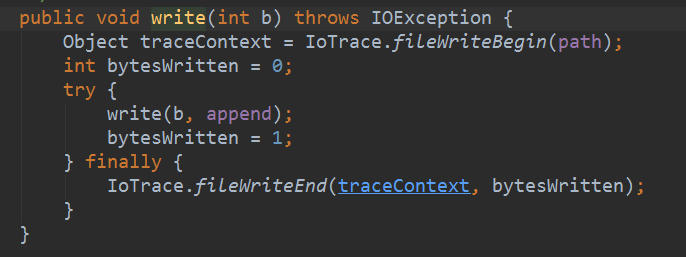 public void write(int b) throws IOException {
    Object traceContext = IoTrace.fileWriteBegin(path);
    int bytesWritten = 0;
    try {
        write(b, append);
        bytesWritten = 1;
    } finally {
        IoTrace.fileWriteEnd(traceContext, bytesWritten);
    }
}